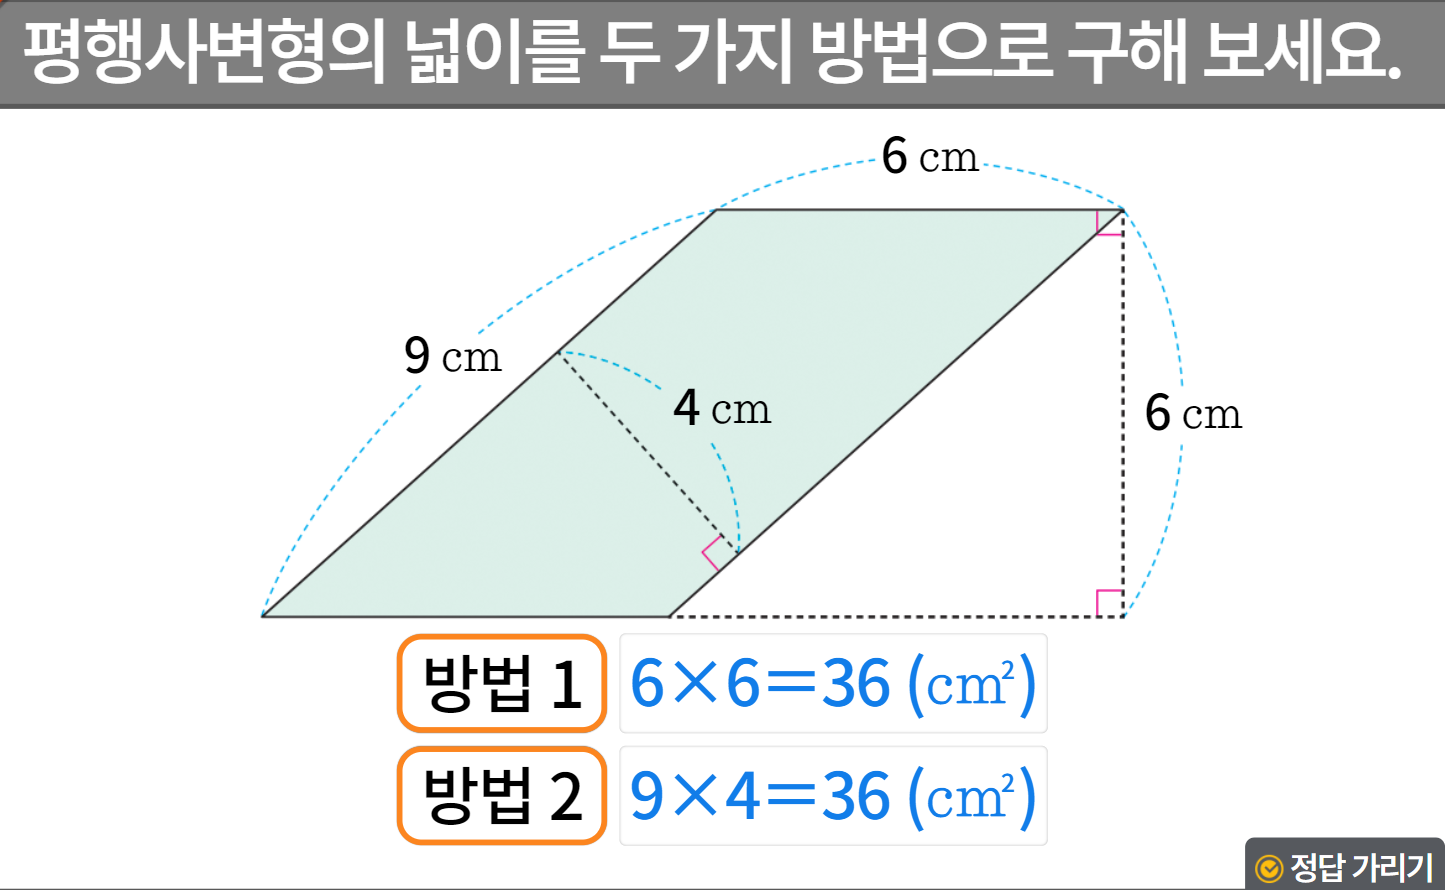 평행사변형의 넓이를 두 가지 방법으로 구해 보세요.
6 cm
9 cm
4 cm
6 cm
방법 1 6×6=36 (cm²)
방법 2 9×4=36 (cm²)
정답 가리기